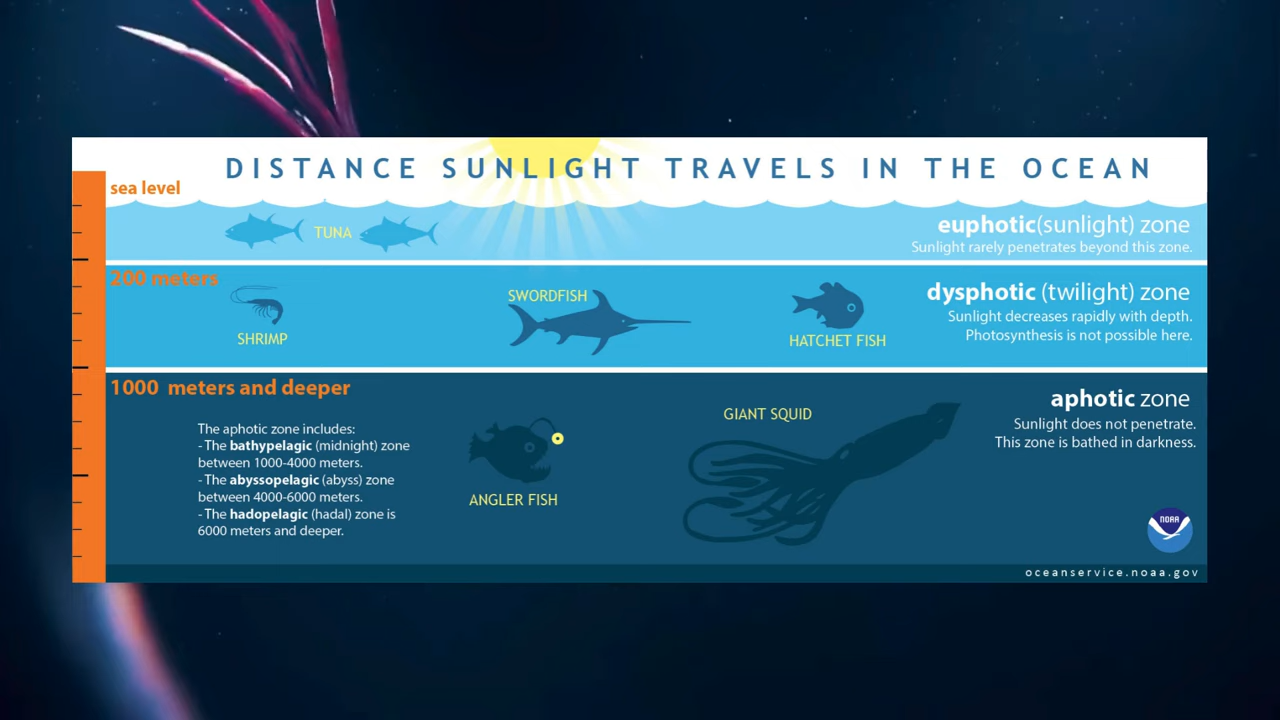 DISTANCE SUNLIGHT TRAVELS IN THE OCEAN
sea level
TUNA
euphotic(sunlight) zone
Sunlight rarely penetrates beyond this zone.
200 meters
SHRIMP
SWORDFISH
HATCHET FISH
dysphotic (twilight) zone
Sunlight decreases rapidly with depth.
Photosynthesis is not possible here.
1000 meters and deeper
The aphotic zone includes:
- The bathypelagic (midnight) zone
between 1000-4000 meters.
- The abyssopelagic (abyss) zone
between 4000-6000 meters.
- The hadopelagic (hadal) zone is
6000 meters and deeper.
ANGLER FISH
GIANT SQUID
aphotic zone
Sunlight does not penetrate.
This zone is bathed in darkness.
NOAA
oceanservice.noaa.gov